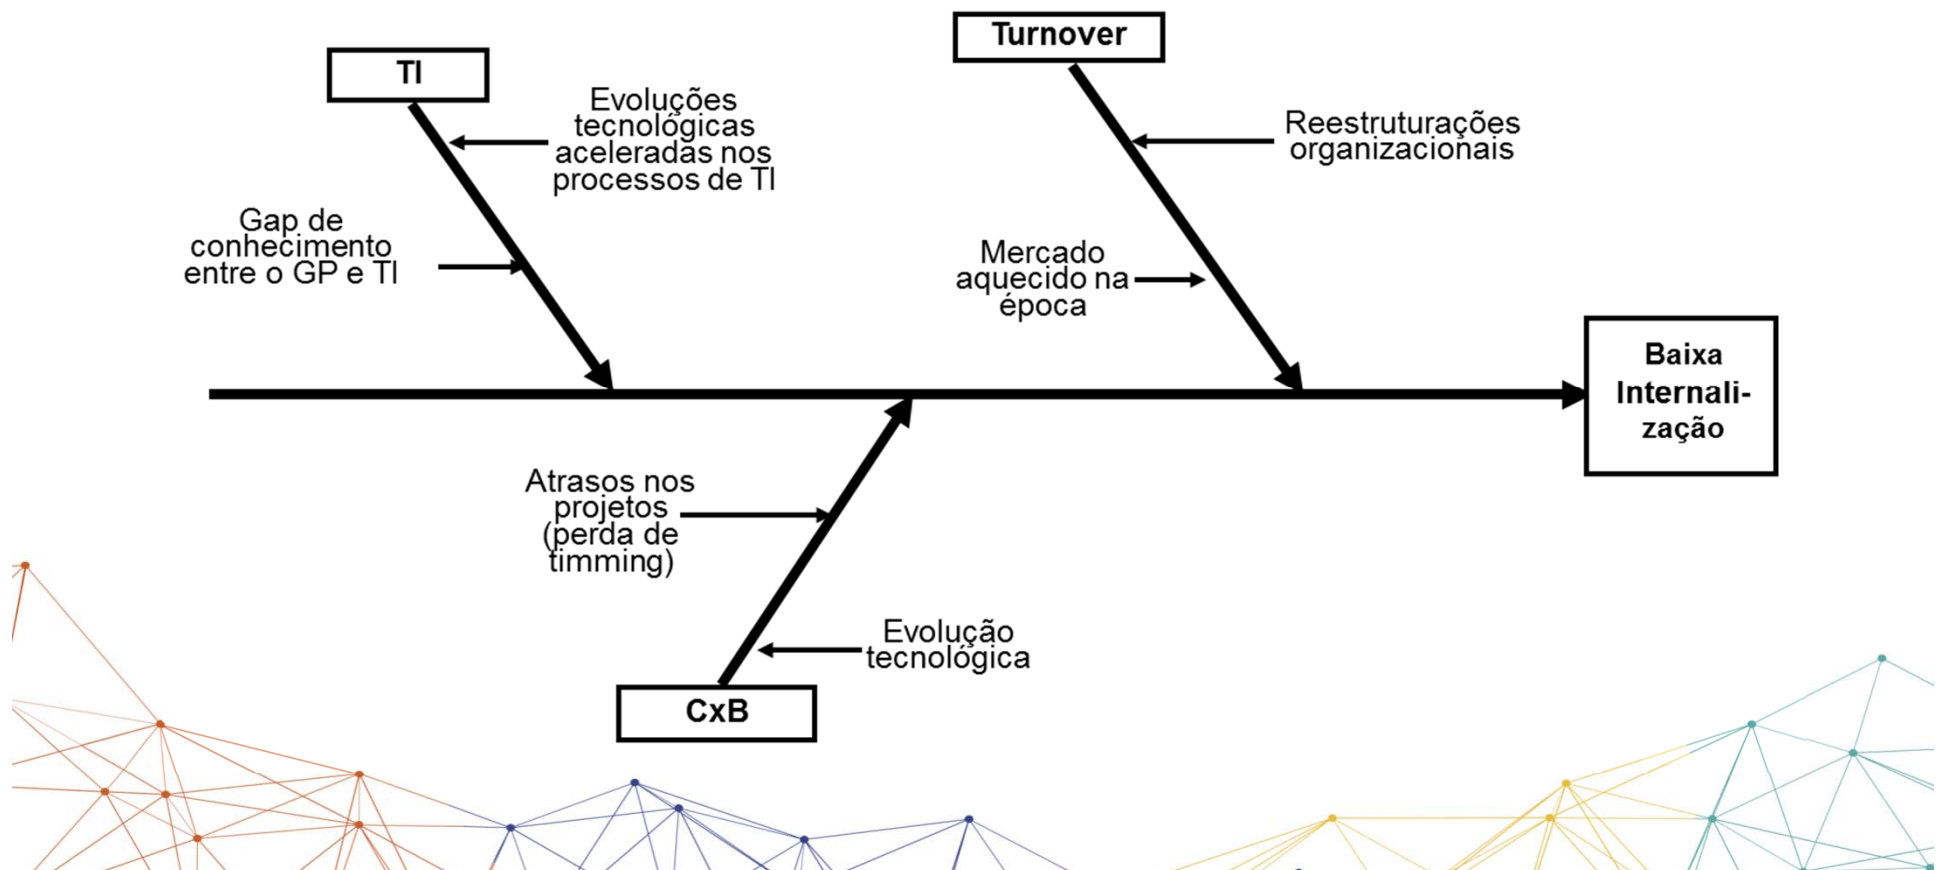 Turnover
TI
Evoluções
tecnológicas
aceleradas nos
processos de TI
Reestruturações
organizacionais
Gap de
conhecimento
entre o GP e TI
Mercado
aquecido na
época
Baixa
Internali-
zação
Atrasos nos
projetos
(perda de
timming)
Evolução
tecnológica
CxB